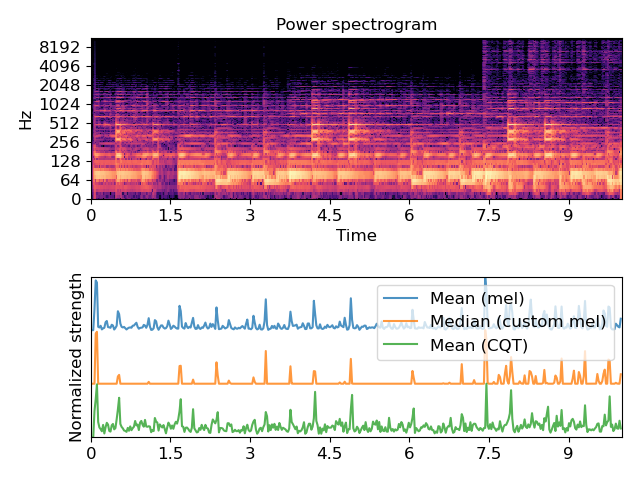 Power spectrogram
8192
4096
2048
1024
512
256
128
64
0
Hz
0 1.5 3 4.5 6 7.5 9
Time
Normalized strength
Mean (mel)
Median (custom mel)
Mean (CQT)
0 1.5 3 4.5 6 7.5 9